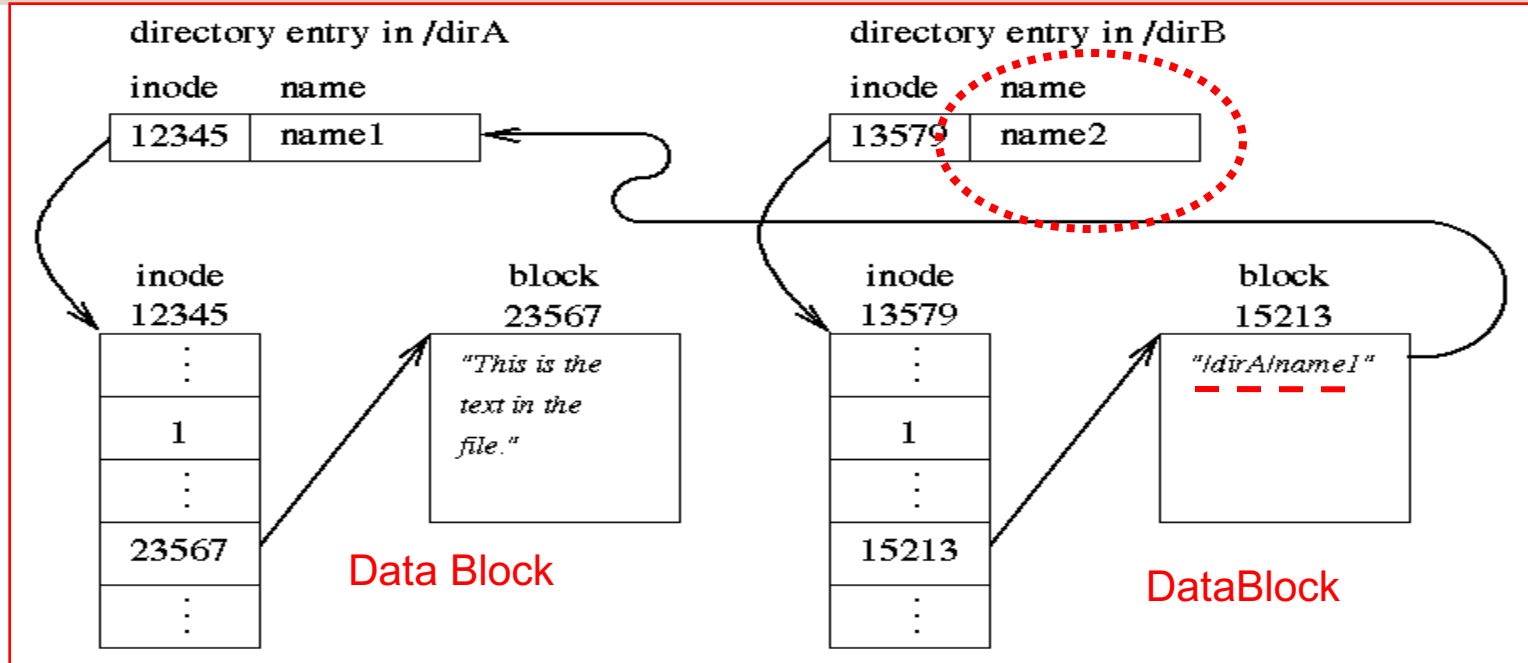 directory entry in /dirA
inode name
12345 name1
inode
12345
⋮
1
⋮
23567
⋮
block
23567
"This is the
text in the
file."
Data Block
directory entry in /dirB
inode name
13579 name2
inode
13579
⋮
1
⋮
15213
⋮
block
15213
"/dirA/name1"
DataBlock